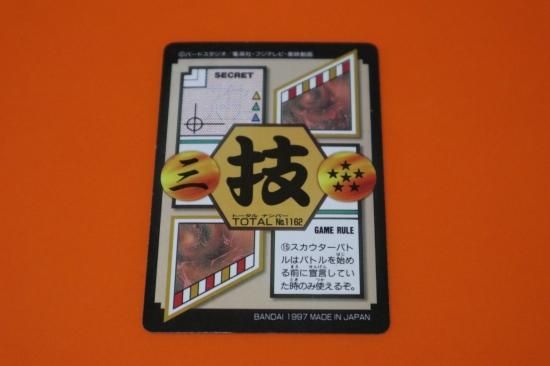 ©バードスタジオ／集英社・フジテレビ・東映動画
SECRET
三
技
トータル ナンバー
TOTAL No.1162
GAME RULE
⑮スカウターバト
ルはバトルを始め
る前に宣言してい
た時のみ使えるぞ。
BANDAI 1997 MADE IN JAPAN